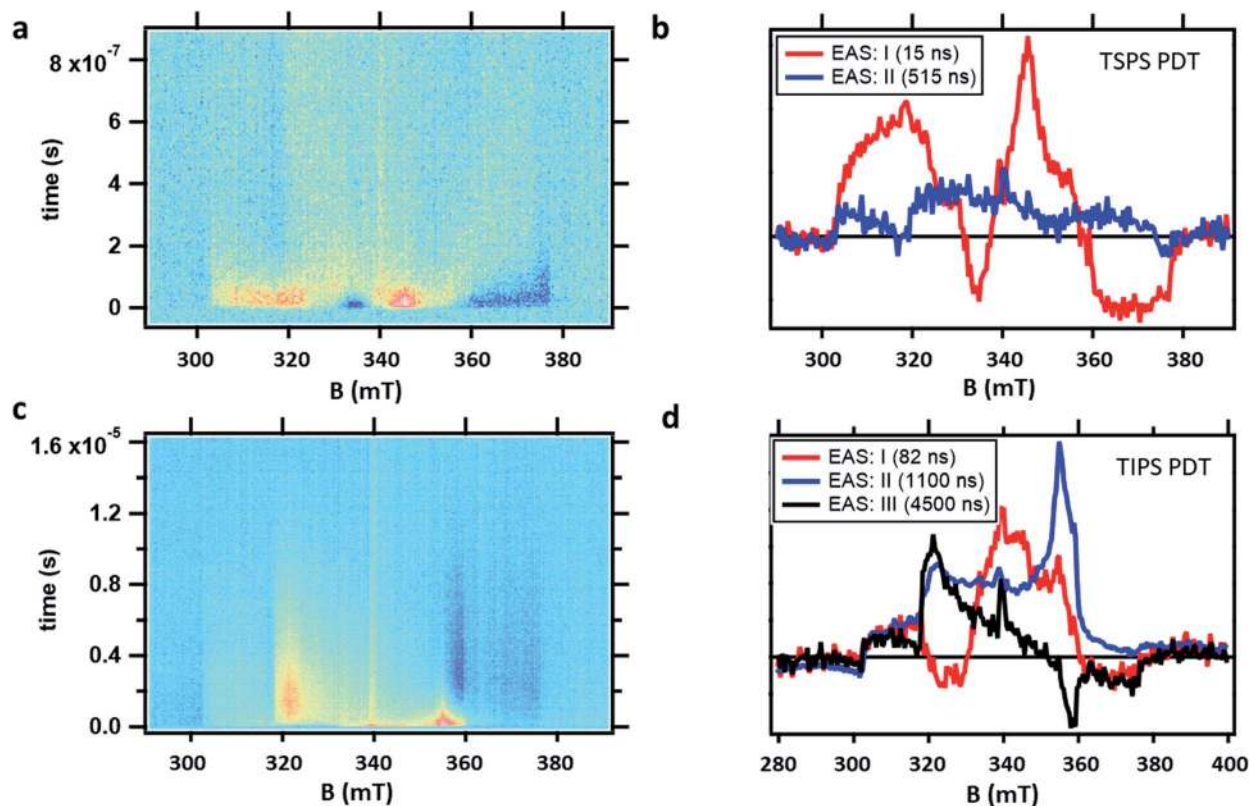 a
8 x10⁻⁷
4
2
0
time (s)
300 320 340 360 380
B (mT)
b
EAS: I (15 ns)
EAS: II (515 ns)
TSPS PDT
300 320 340 360 380
B (mT)
c
1.6 x10⁻⁵
1.2
0.8
0.4
0.0
time (s)
300 320 340 360 380
B (mT)
d
EAS: I (82 ns)
EAS: II (1100 ns)
EAS: III (4500 ns)
TIPS PDT
280 300 320 340 360 380 400
B (mT)